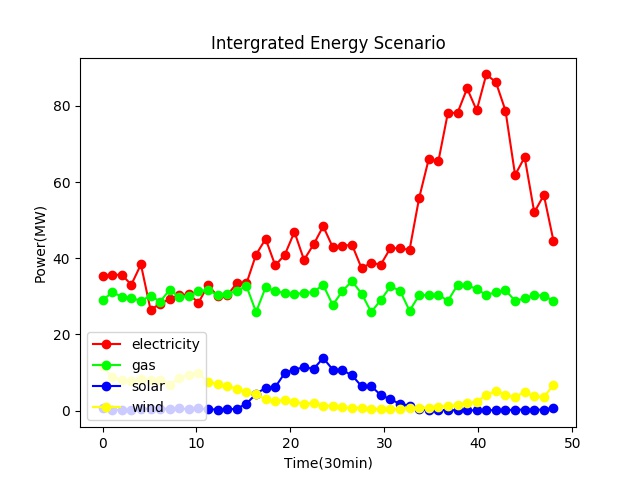 Intergrated Energy Scenario
Power(MW)
80
60
40
20
0
electricity
gas
solar
wind
0 10 20 30 40 50
Time(30min)